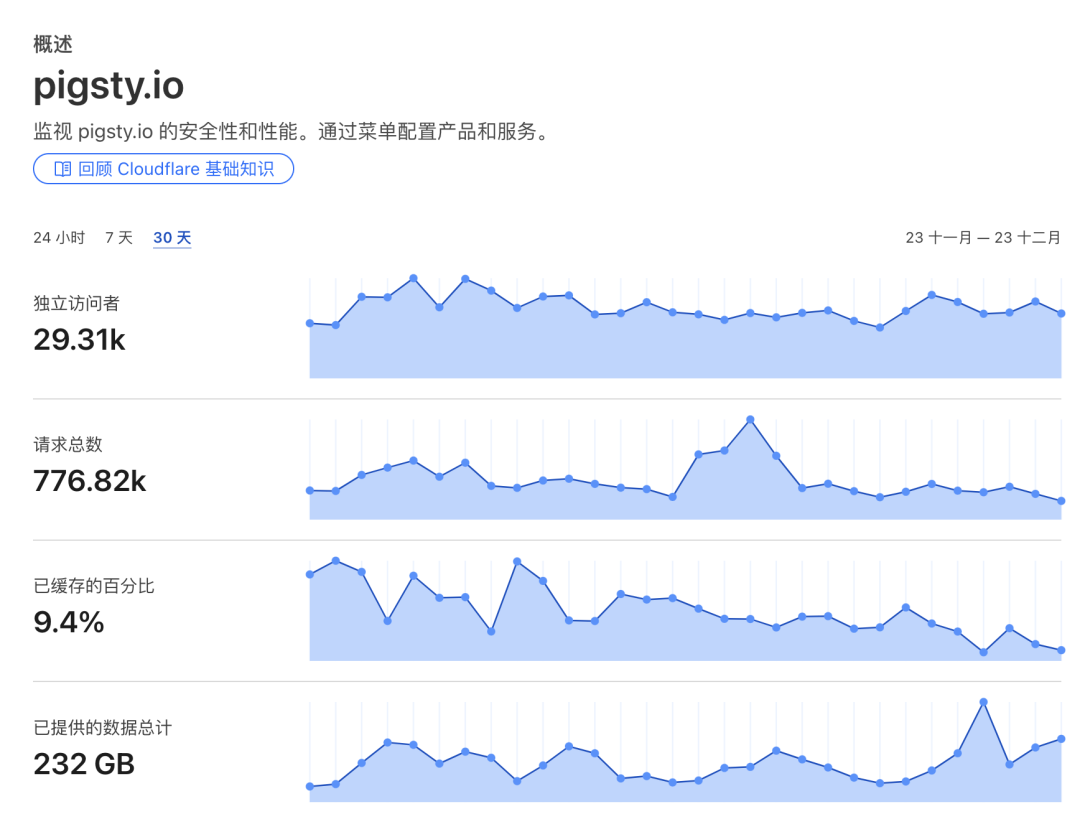 概述
pigsty.io
监视 pigsty.io 的安全性和性能。通过菜单配置产品和服务。
回顾 Cloudflare 基础知识
24 小时 7 天 30 天 23 十一月 — 23 十二月
独立访问者
29.31k
请求总数
776.82k
已缓存的百分比
9.4%
已提供的数据总计
232 GB